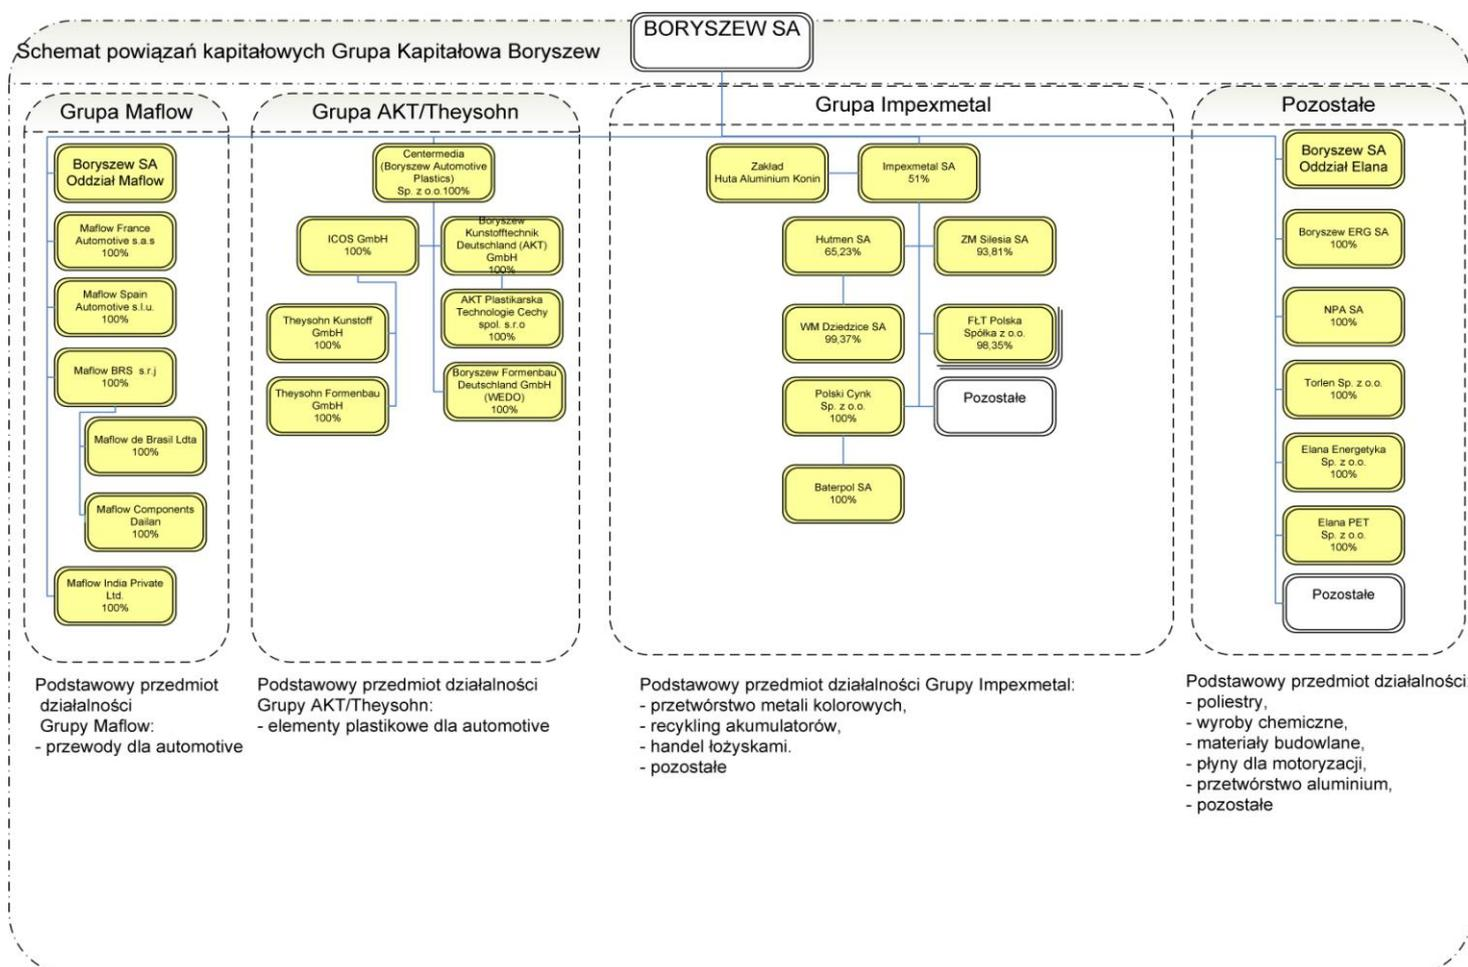 BORYSZEW SA
Schemat powiązań kapitałowych Grupa Kapitałowa Boryszew
Grupa Maflow
Boryszew SA
Oddział Maflow
Maflow France
Automotive s.a.s
100%
Maflow Spain
Automotive s.l.u.
100%
Maflow BRS s.r.j
100%
Maflow de Brasil Ldta
100%
Maflow Components
Dailan
100%
Maflow India Private
Ltd.
100%
Podstawowy przedmiot
działalności
Grupy Maflow:
- przewody dla automotive
Grupa AKT/Theysohn
Centermedia
(Boryszew Automotive
Plastics)
Sp. z o.o.100%
ICOS GmbH
100%
Boryszew
Kunstofftechnik
Deutschland (AKT)
GmbH
100%
Theysohn Kunstoff
GmbH
100%
AKT Plastikarska
Technologie Cechy
spol. s.r.o
100%
Theysohn Formenbau
GmbH
100%
Boryszew Formenbau
Deutschland GmbH
(WEDO)
100%
Podstawowy przedmiot działalności
Grupy AKT/Theysohn:
- elementy plastikowe dla automotive
Grupa Impexmetal
Zakład
Huta Aluminium Konin
Impexmetal SA
51%
Hutmen SA
65,23%
ZM Silesia SA
93,81%
WM Dziedzice SA
99,37%
FŁT Polska
Spółka z o.o.
98,35%
Polski Cynk
Sp. z o.o.
100%
Pozostałe
Baterpol SA
100%
Podstawowy przedmiot działalności Grupy Impexmetal:
- przetwórstwo metali kolorowych,
- recykling akumulatorów,
- handel łożyskami.
- pozostałe
Pozostałe
Boryszew SA
Oddział Elana
Boryszew ERG SA
100%
NPA SA
100%
Torlen Sp. z o.o.
100%
Elana Energetyka
Sp. z o.o.
100%
Elana PET
Sp. z o.o.
100%
Pozostałe
Podstawowy przedmiot działalności:
- poliestry,
- wyroby chemiczne,
- materiały budowlane,
- płyny dla motoryzacji,
- przetwórstwo aluminium,
- pozostałe